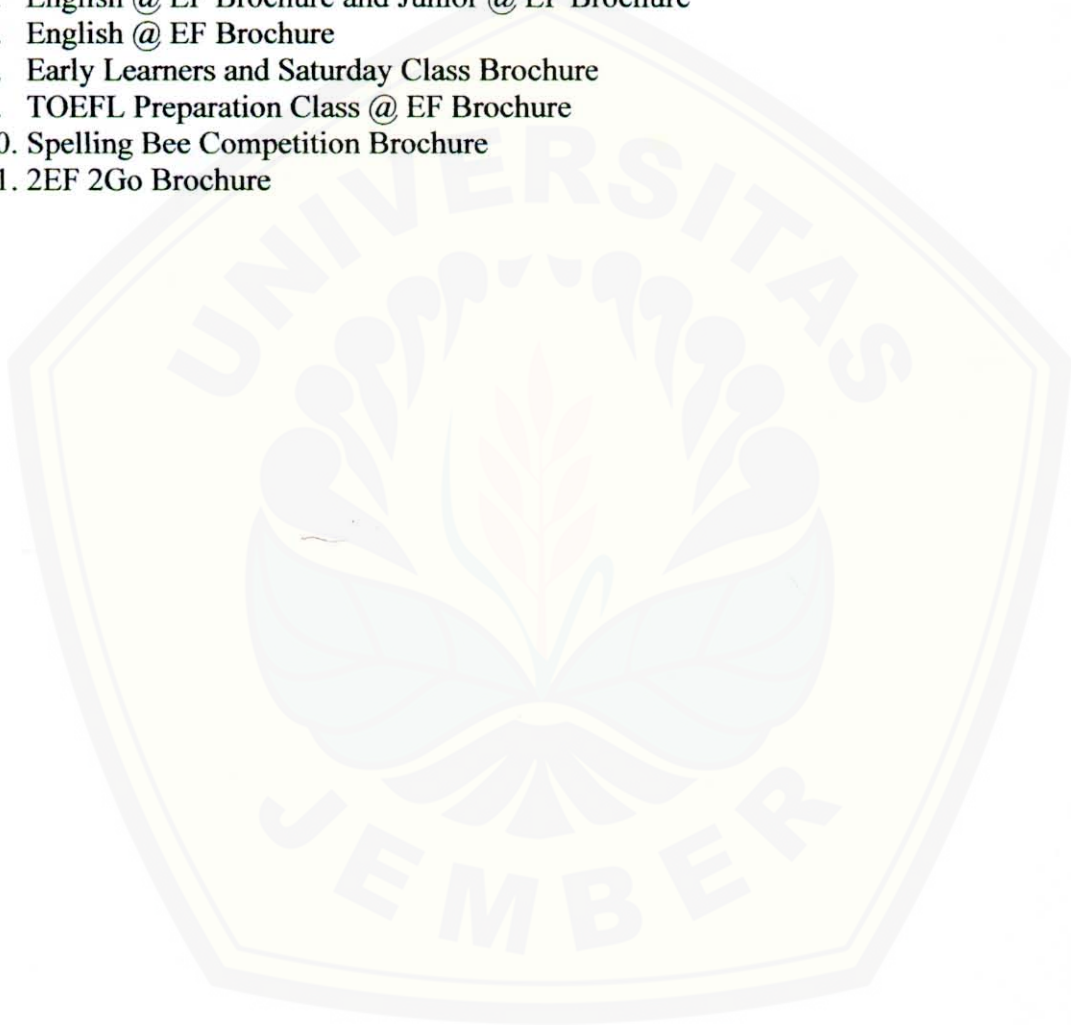 . English @ EF Brochure and Junior @ EF Brochure
. English @ EF Brochure
. Early Learners and Saturday Class Brochure
. TOEFL Preparation Class @ EF Brochure
0. Spelling Bee Competition Brochure
1. 2EF 2Go Brochure
UNIVERSITAS
JEMBER